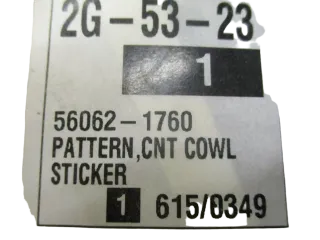 2G-53-23
1
56062-1760
PATTERN,CNT COWL
STICKER
1 615/0349